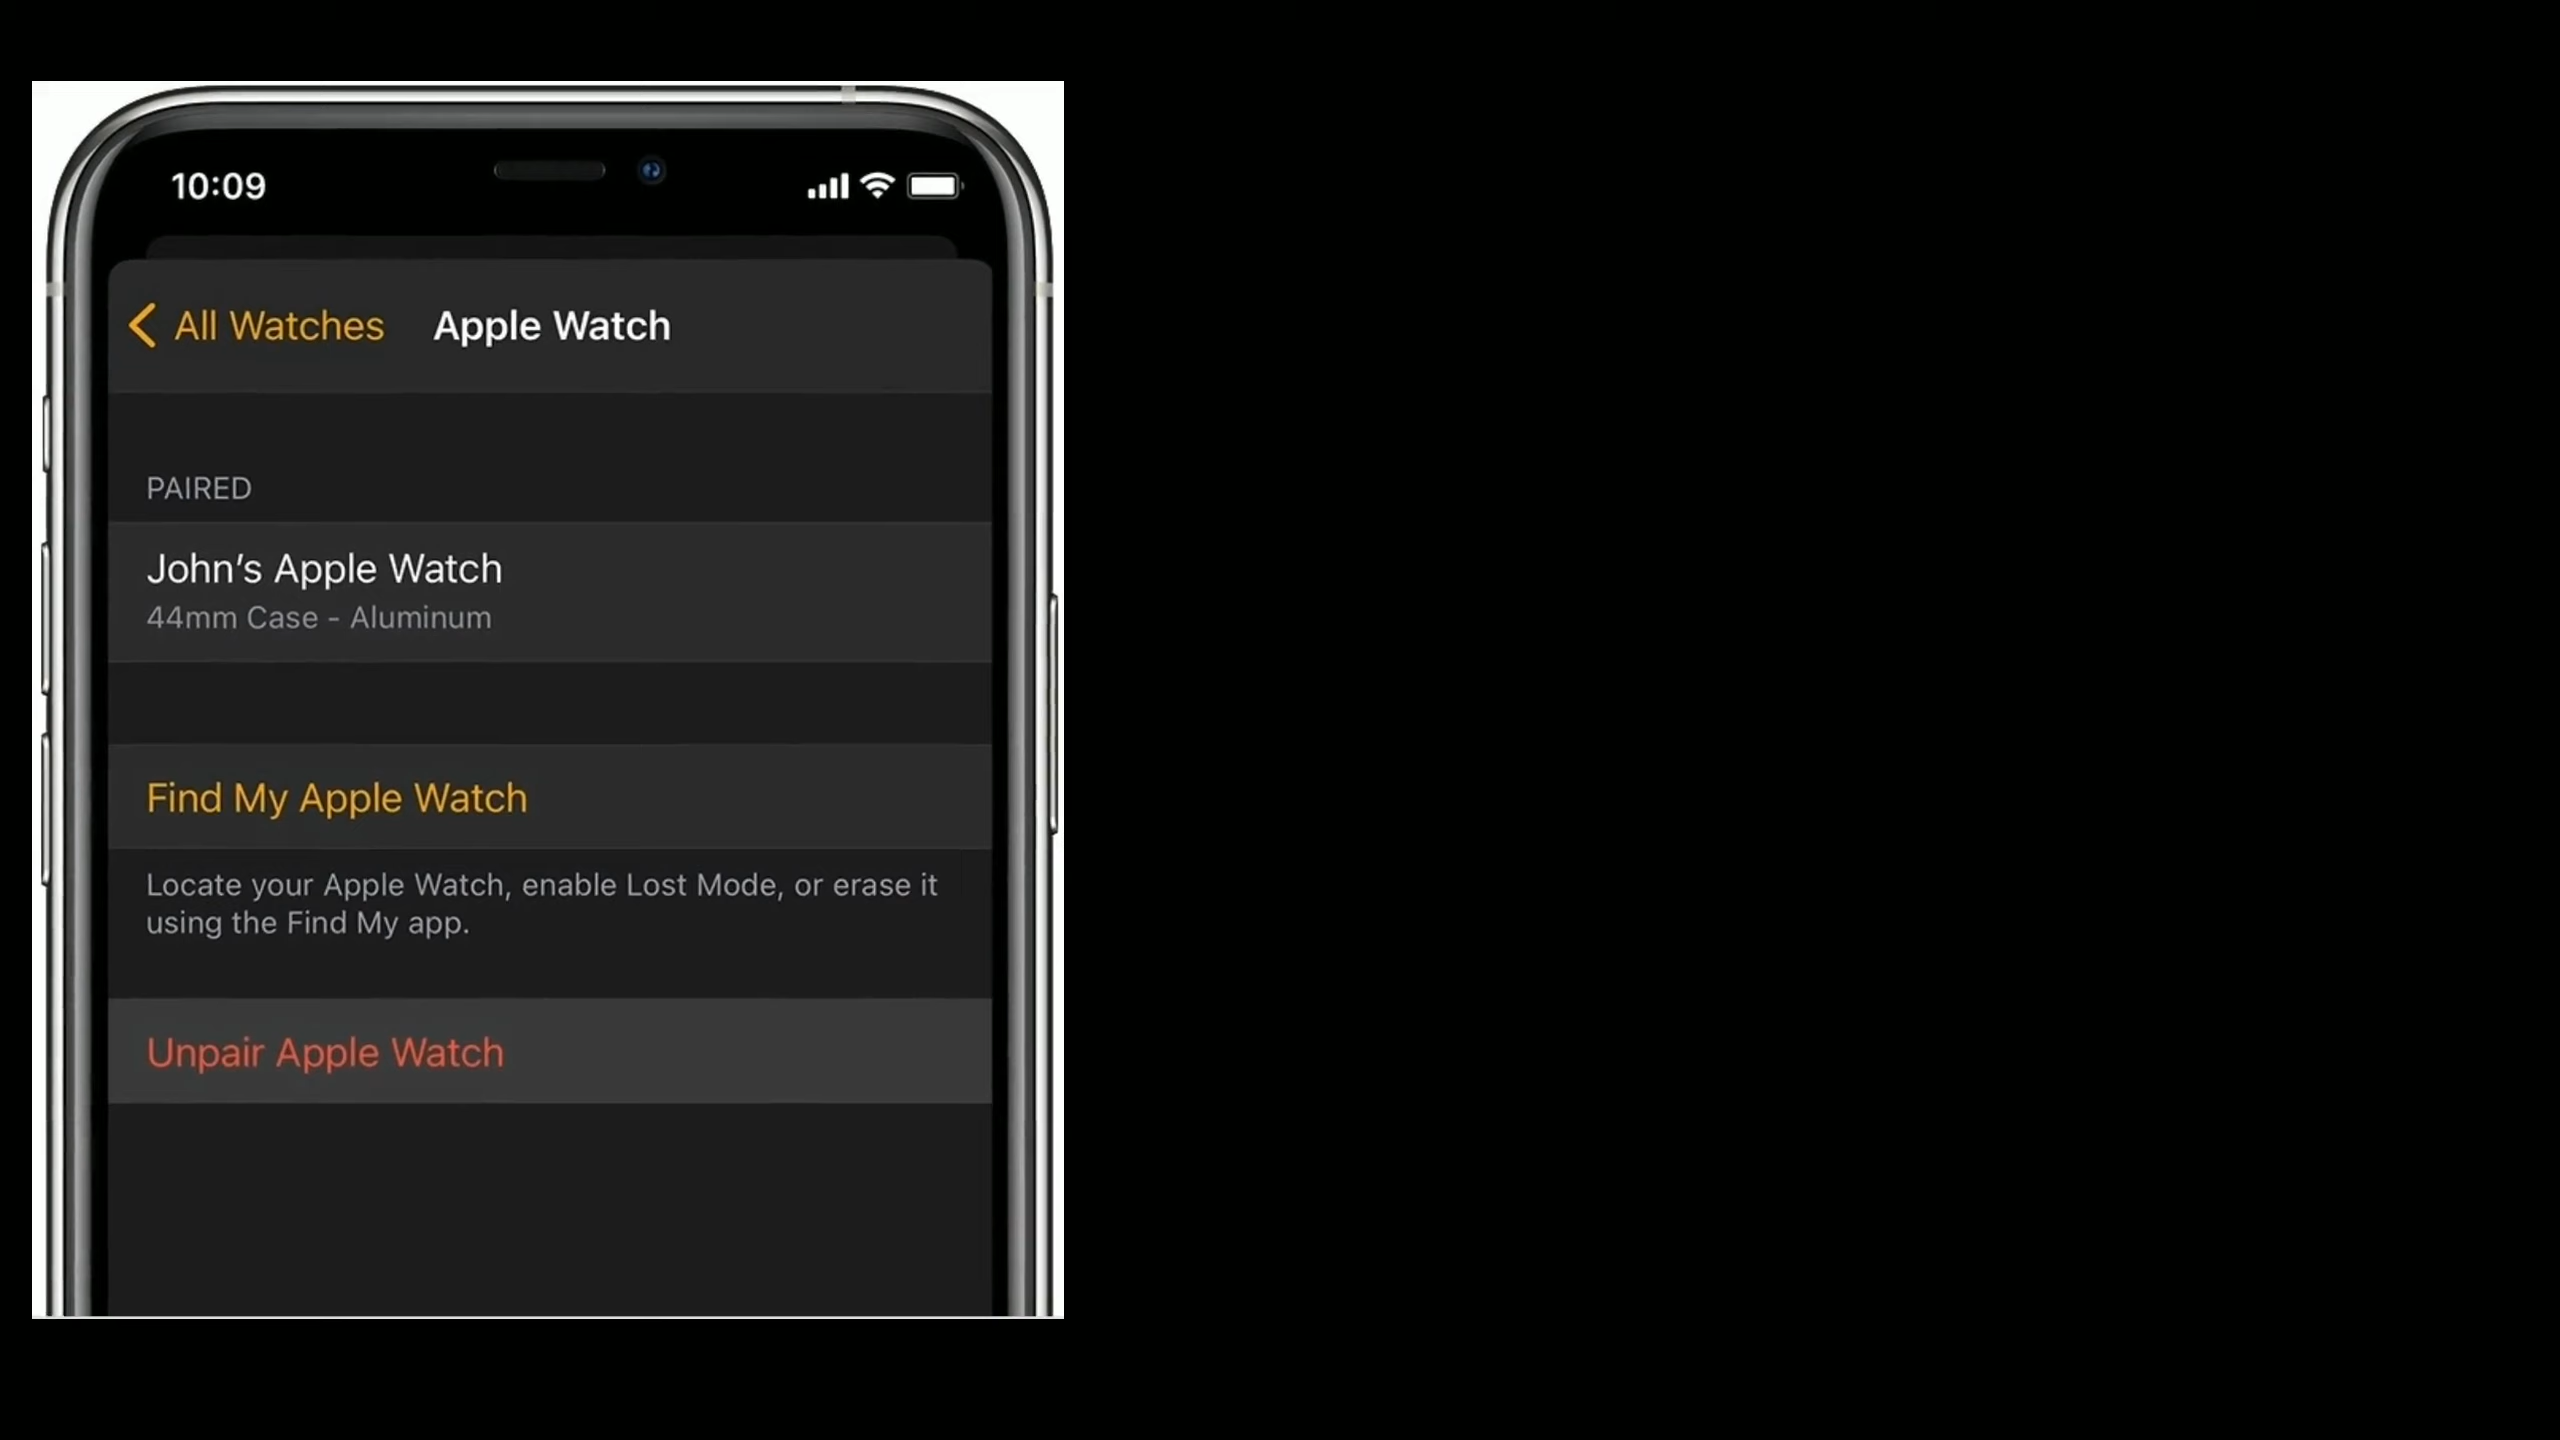 10:09
All Watches Apple Watch
PAIRED
John’s Apple Watch
44mm Case - Aluminum
Find My Apple Watch
Locate your Apple Watch, enable Lost Mode, or erase it
using the Find My app.
Unpair Apple Watch